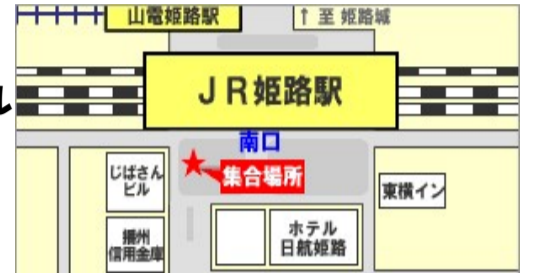 山電姫路駅
↑至 姫路城
JR姫路駅
南口
集合場所
じばさん
ビル
東横イン
播州
信用金庫
ホテル
日航姫路